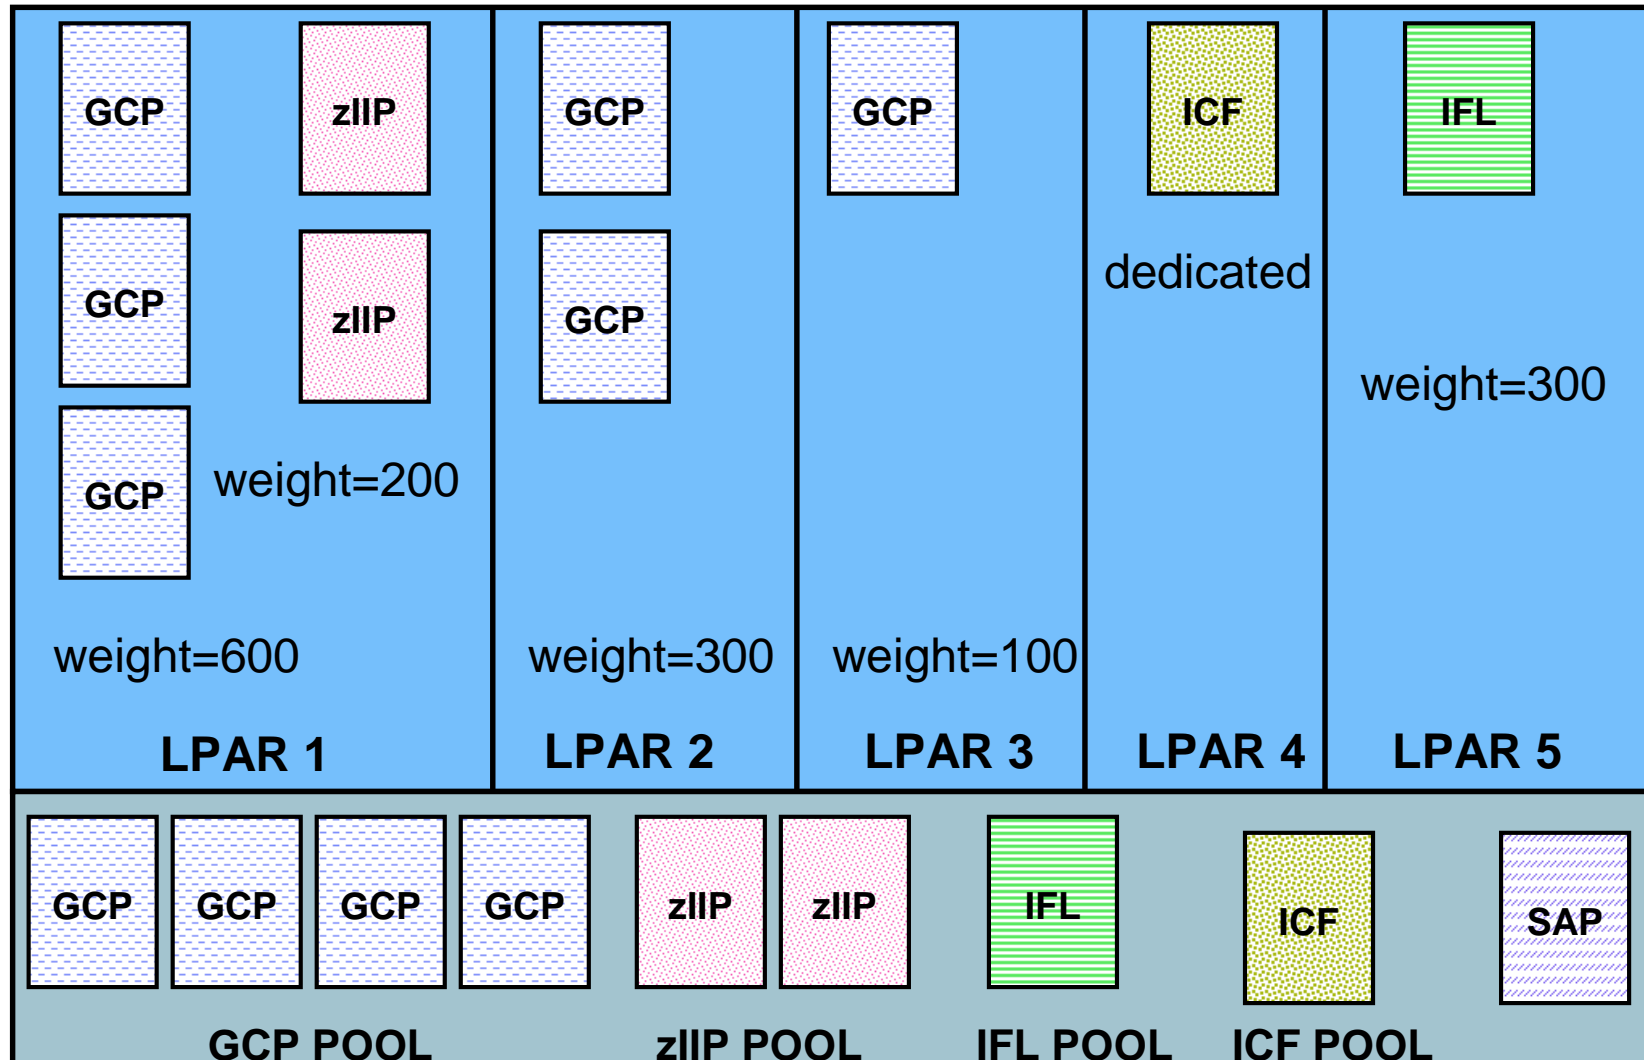 GCP
zIIP
GCP
GCP
ICF
IFL
GCP
zIIP
GCP
dedicated
weight=300
GCP
weight=200
weight=600
weight=300
weight=100
LPAR 1
LPAR 2
LPAR 3
LPAR 4
LPAR 5
GCP
GCP
GCP
GCP
zIIP
zIIP
IFL
ICF
SAP
GCP POOL
zIIP POOL
IFL POOL
ICF POOL